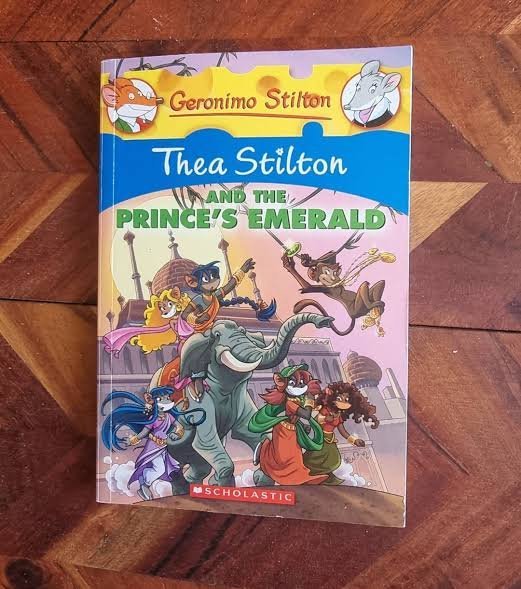 Geronimo Stilton
Thea Stilton
AND THE
PRINCE'S EMERALD
SCHOLASTIC